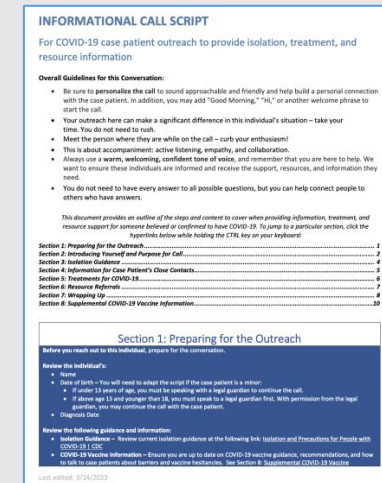 INFORMATIONAL CALL SCRIPT
For COVID-19 case patient outreach to provide isolation, treatment, and
resource information
Overall Guidelines for this Conversation:
• Be sure to personalize the call to sound approachable and friendly and help build a personal connection
with the case patient. In addition, you may add "Good Morning," "Hi," or another welcome phrase to
start the call.
• Your outreach here can make a significant difference in this individual's situation – take your
time. You do not need to rush.
• Meet the person where they are while on the call – curb your enthusiasm!
• This is about accompaniment: active listening, empathy, and collaboration.
• Always use a warm, welcoming, confident tone of voice, and remember that you are here to help. We
want to ensure these individuals are informed and receive the support, resources, and information they
need.
• You do not need to have every answer to all possible questions, but you can help connect people to
others who have answers.
This document provides an outline of the steps and content to cover when providing information, treatment, and
resource support for someone believed or confirmed to have COVID-19. To jump to a particular section, click the
hyperlinks below while holding the CTRL key on your keyboard:
Section 1: Preparing for the Outreach 1
Section 2: Introducing Yourself and Purpose for Call 2
Section 3: Isolation Guidance 4
Section 4: Information for Case Patient's Close Contacts 5
Section 5: Treatments for COVID-19 6
Section 6: Resource Referrals 7
Section 7: Wrapping Up 8
Section 8: Supplemental COVID-19 Vaccine Information 10
Section 1: Preparing for the Outreach
Before you reach out to this individual, prepare for the conversation.
Review the individual's:
• Name
• Date of birth – You will need to adapt the script if the case patient is a minor:
• If under 13 years of age, you must be speaking with a legal guardian to continue the call.
• If above age 13 and younger than 18, you must speak to a legal guardian first. With permission from the legal
guardian, you may continue the call with the case patient.
• Diagnosis Date
Review the following guidance and information:
• Isolation Guidance – Review current isolation guidance at the following link: Isolation and Precautions for People with
COVID-19 | CDC
• COVID-19 Vaccine Information – Ensure you are up to date on COVID-19 vaccine guidance, recommendations, and how
to talk to case patients about barriers and vaccine hesitancies. See Section 8: Supplemental COVID-19 Vaccine
Last edited: 3/24/2023